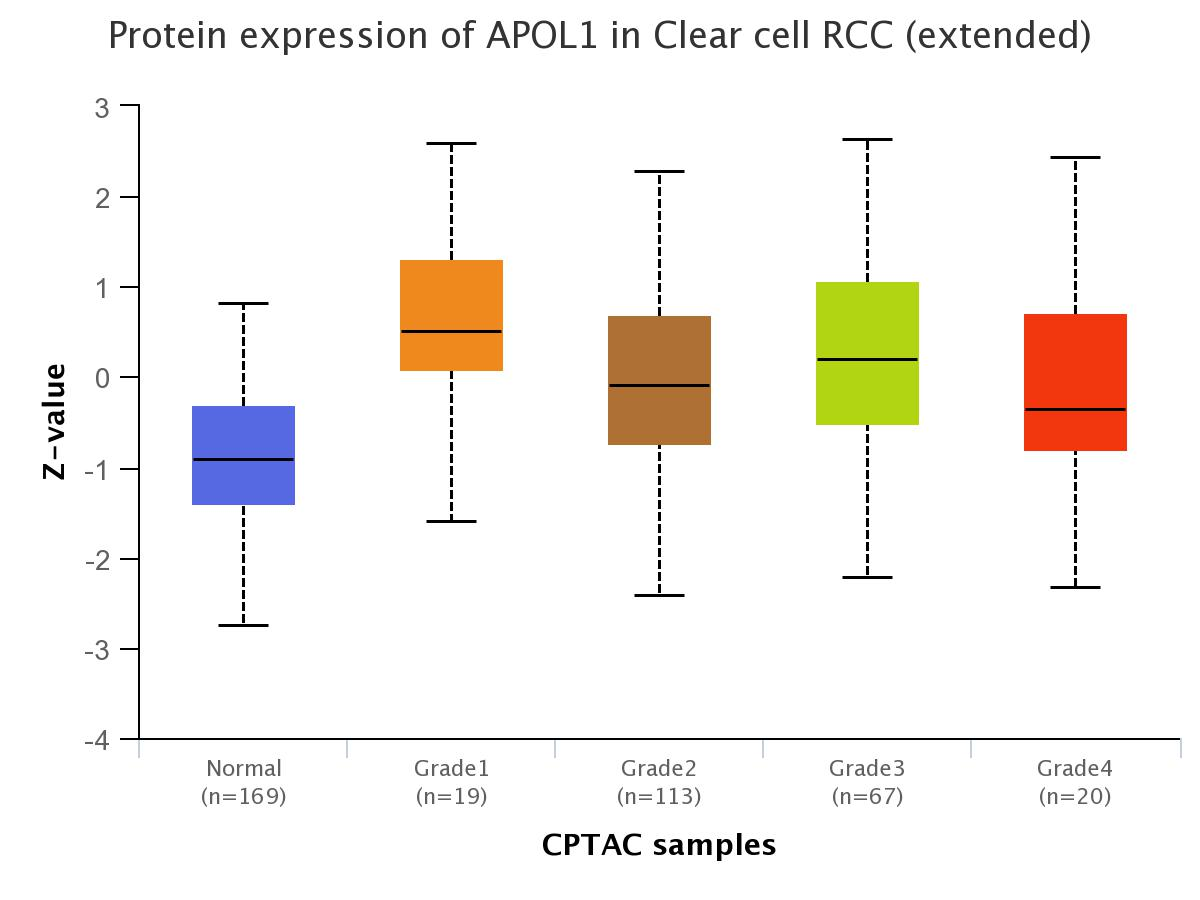 Protein expression of APOL1 in Clear cell RCC (extended)
3
2
1
0
-1
-2
-3
-4
Z-value
Normal
(n=169)
Grade1
(n=19)
Grade2
(n=113)
Grade3
(n=67)
Grade4
(n=20)
CPTAC samples